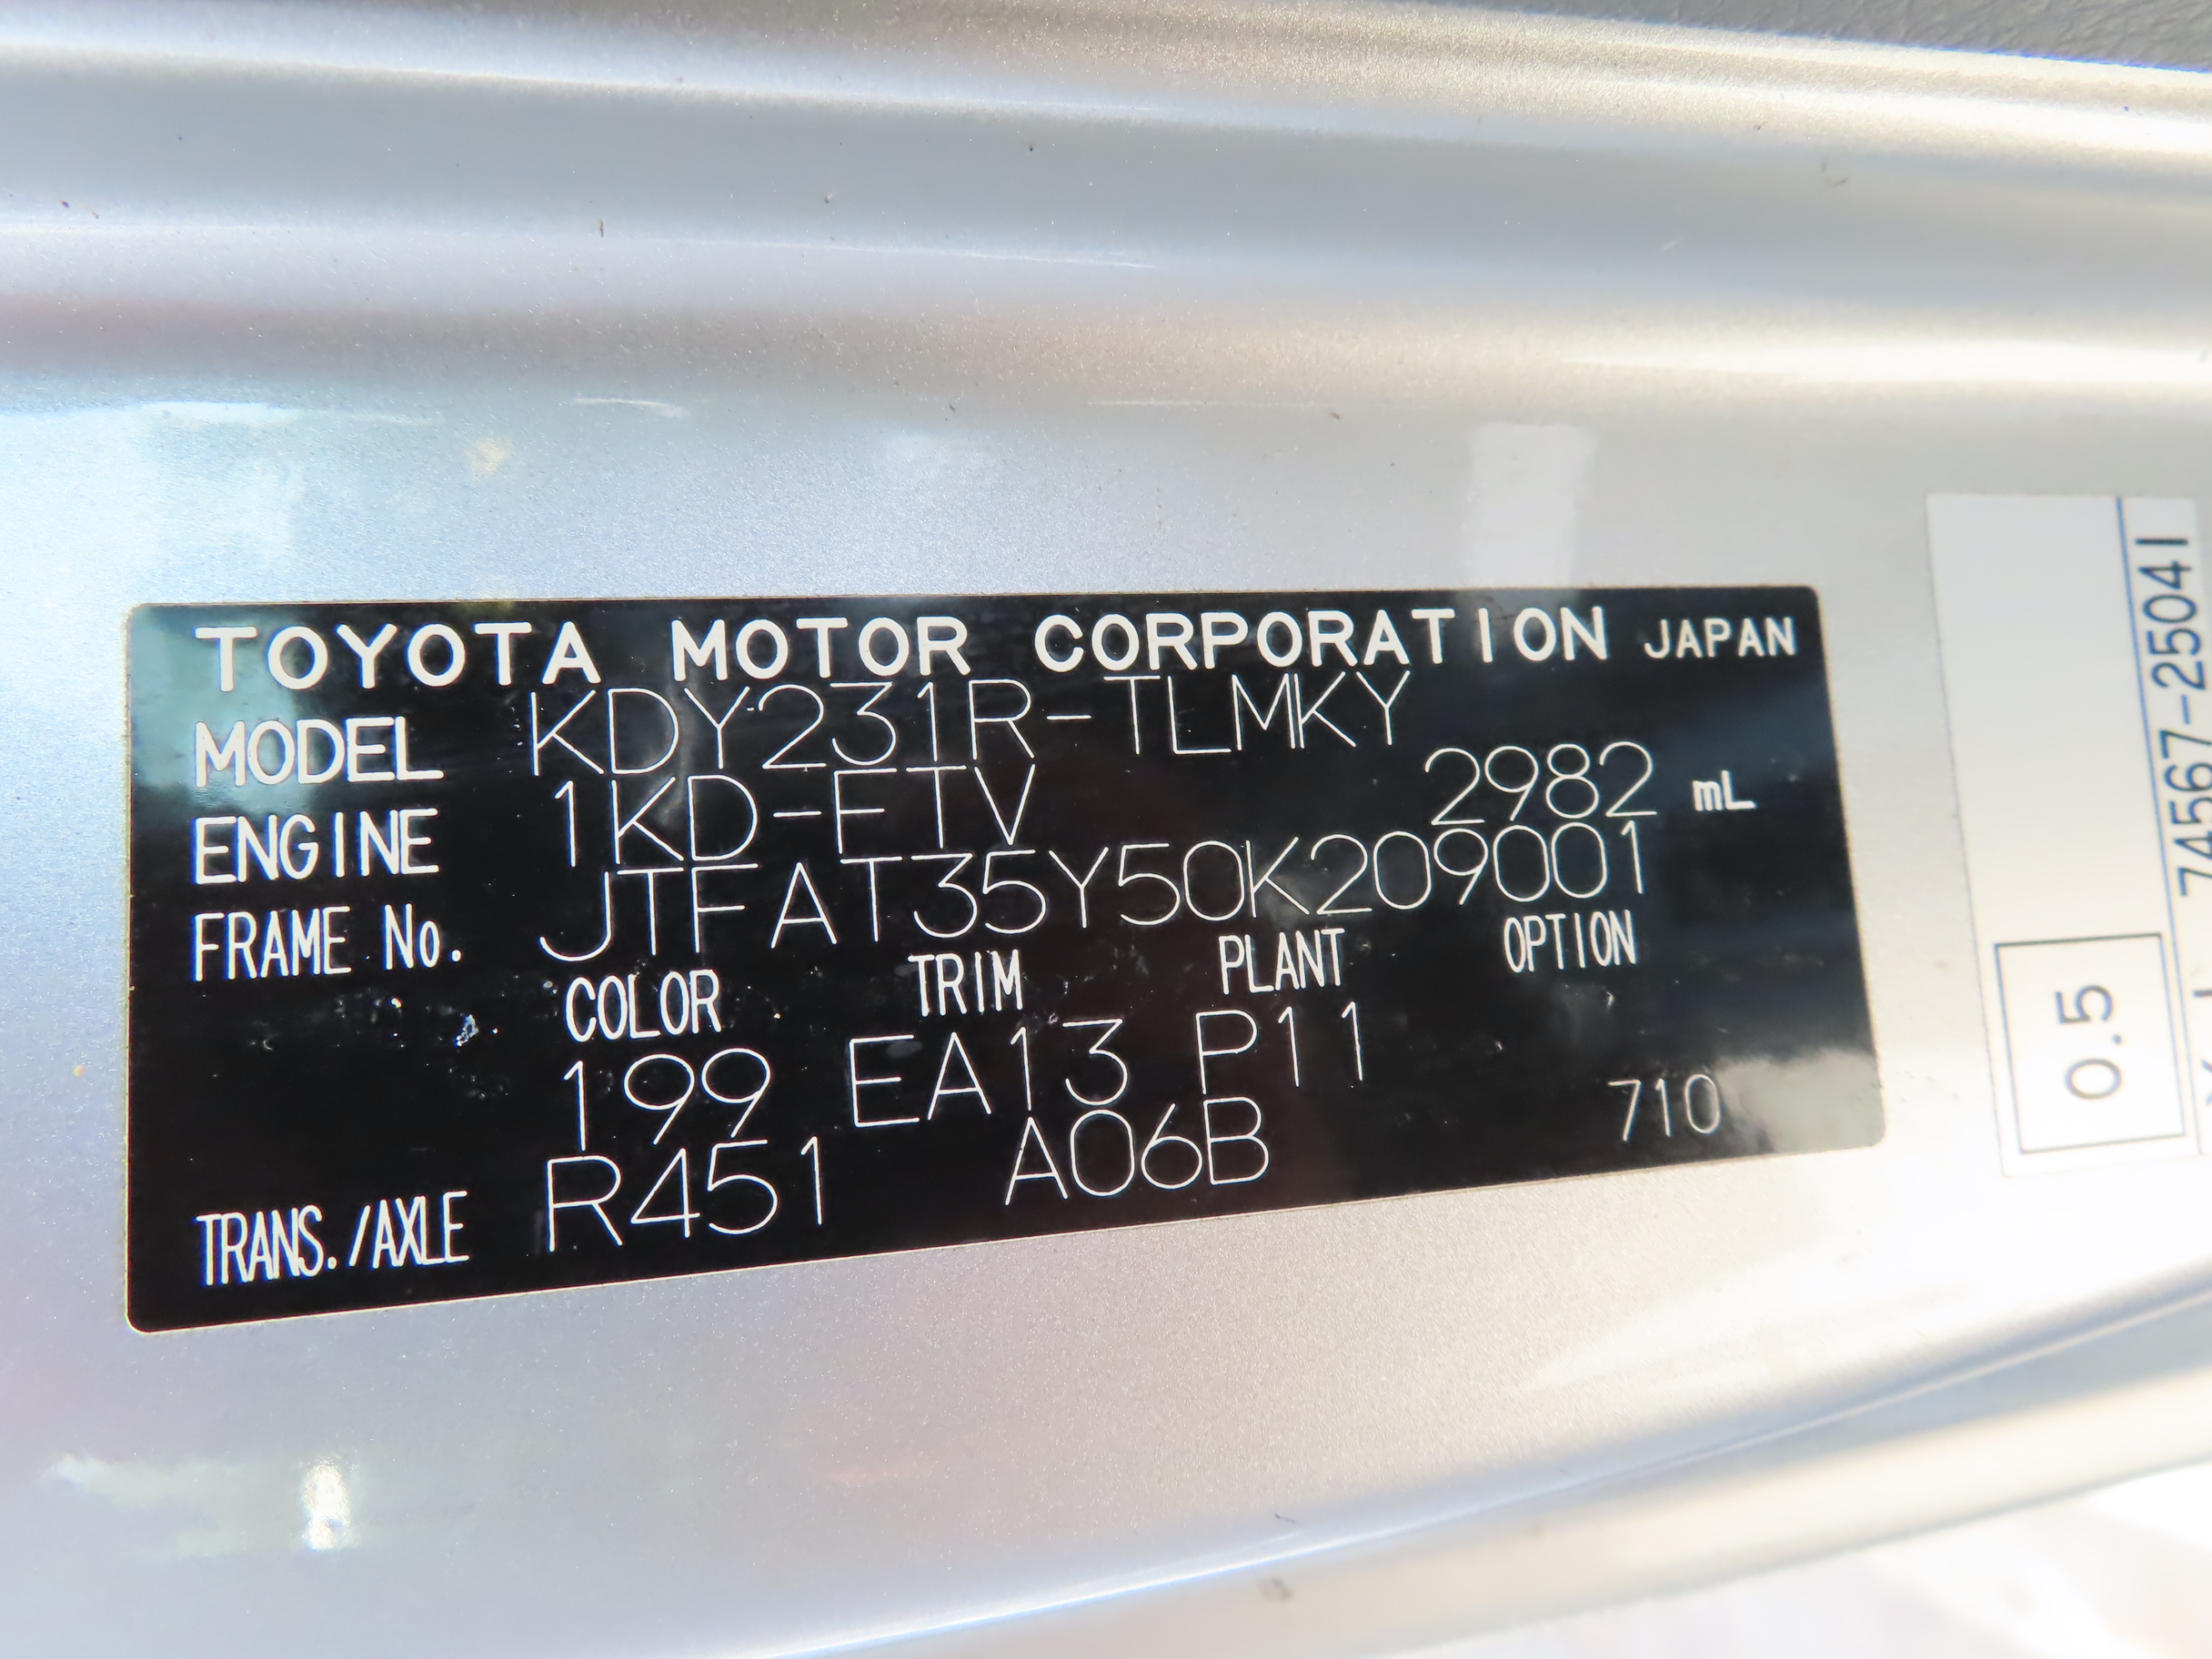 TOYOTA MOTOR CORPORATION JAPAN
MODEL KDY231R-TLMKY
ENGINE 1KD-FTV 2982 mL
FRAME No. JTFAT35Y50K209001
COLOR TRIM PLANT OPTION
199 EA13 P11
TRANS./AXLE R451 A06B 710
74567-25041
0.5